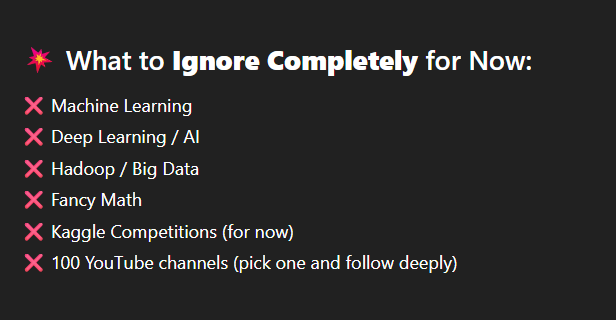 💥 What to Ignore Completely for Now:
❌ Machine Learning
❌ Deep Learning / AI
❌ Hadoop / Big Data
❌ Fancy Math
❌ Kaggle Competitions (for now)
❌ 100 YouTube channels (pick one and follow deeply)